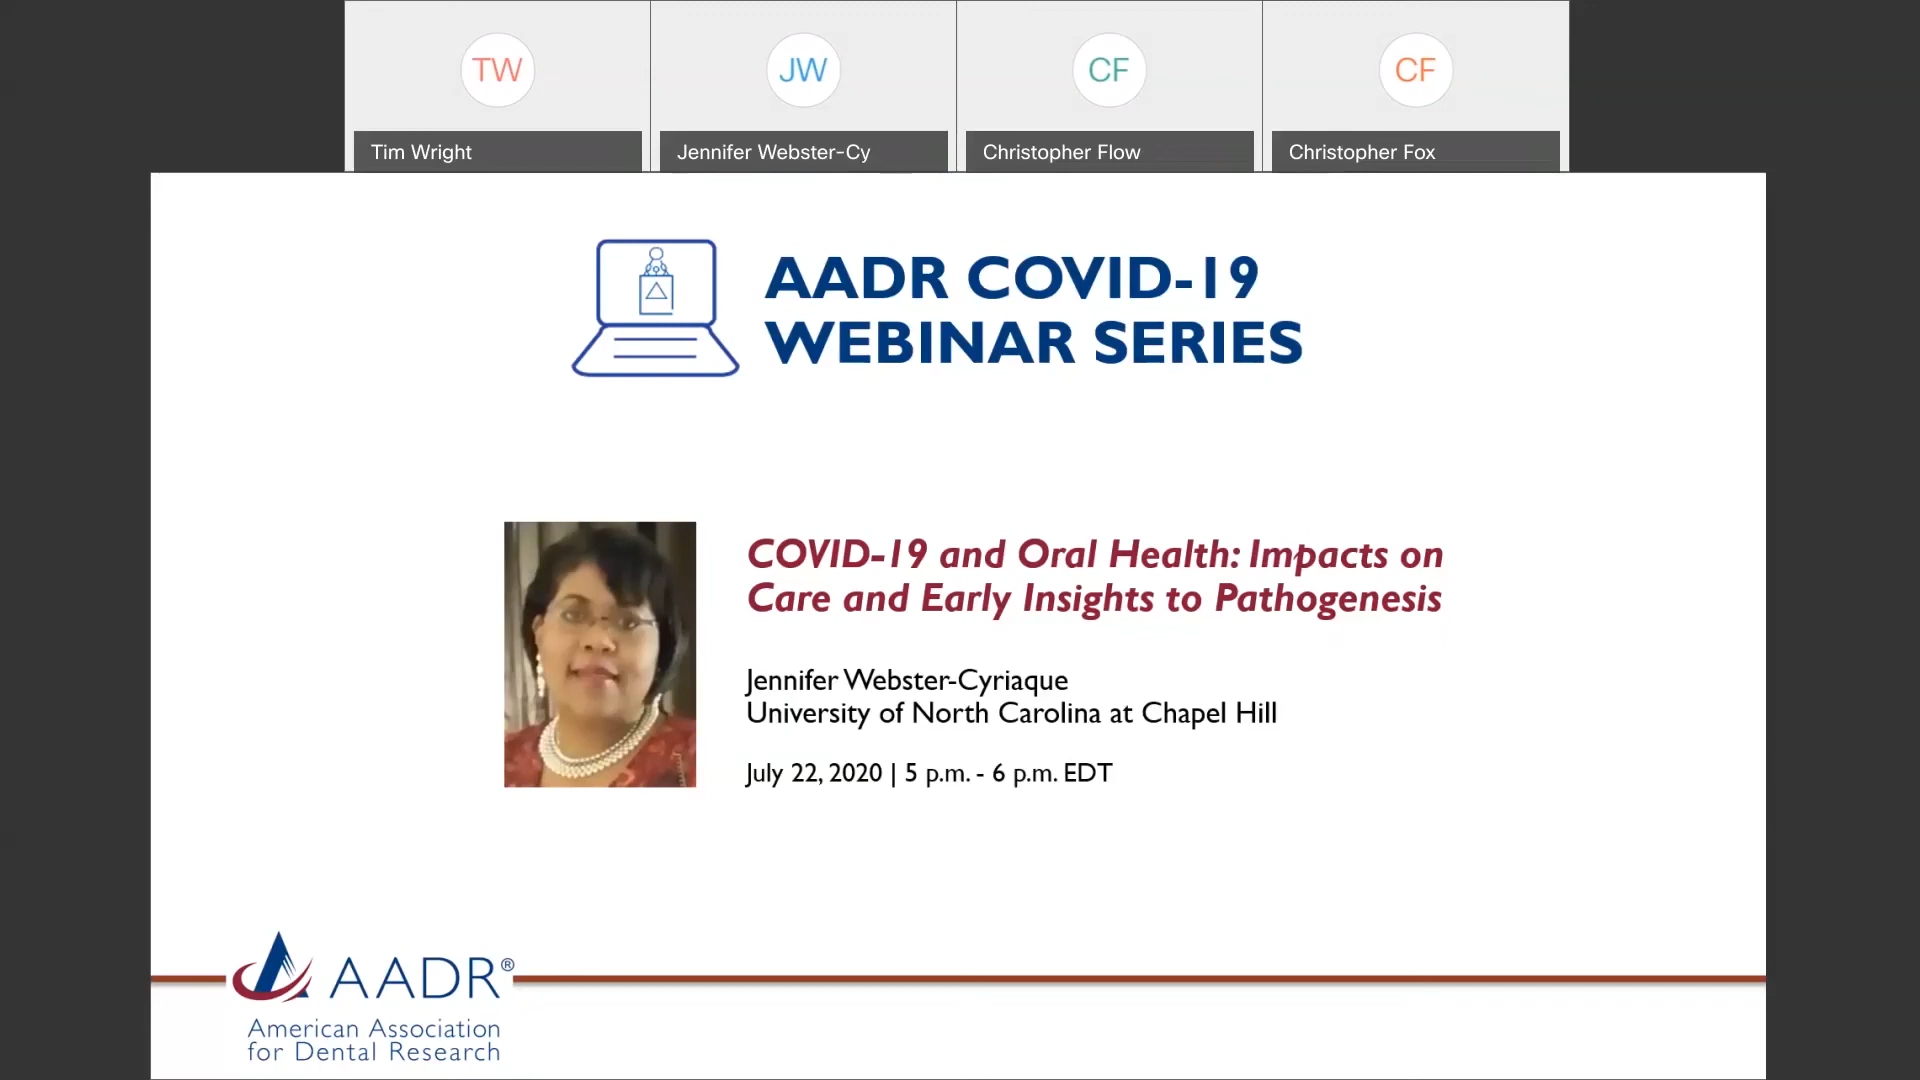 TW
JW
CF
CF
Tim Wright
Jennifer Webster-Cy
Christopher Flow
Christopher Fox
AADR COVID-19
WEBINAR SERIES
COVID-19 and Oral Health: Impacts on
Care and Early Insights to Pathogenesis
Jennifer Webster-Cyriaque
University of North Carolina at Chapel Hill
July 22, 2020 | 5 p.m. - 6 p.m. EDT
AADR®
American Association
for Dental Research